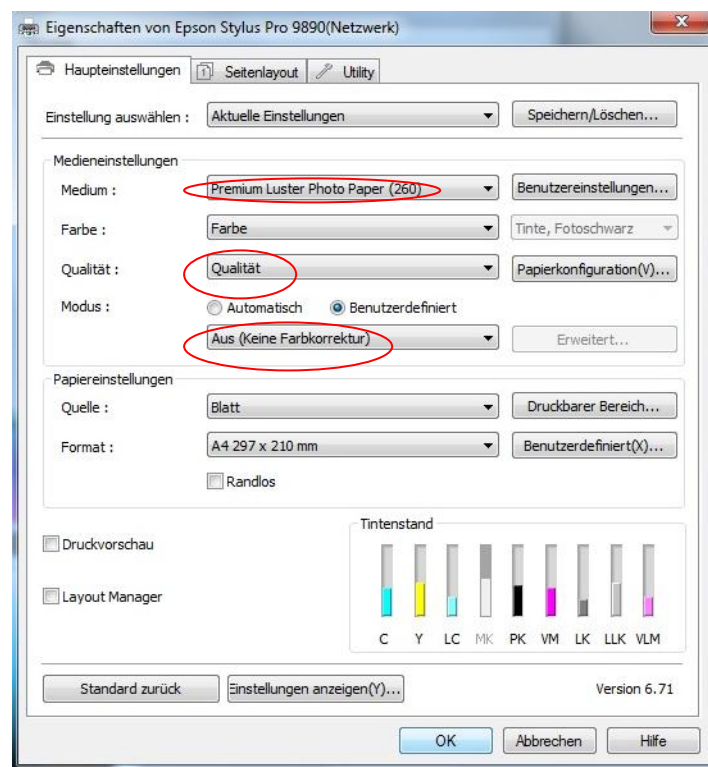 Eigenschaften von Epson Stylus Pro 9890(Netzwerk)
Haupteinstellungen Seitenlayout Utility
Einstellung auswählen : Aktuelle Einstellungen Speichern/Löschen...
Medieneinstellungen
Medium : Premium Luster Photo Paper (260) Benutzereinstellungen...
Farbe : Farbe Tinte, Fotoschwarz
Qualität : Qualität Papierkonfiguration(V)...
Modus : Automatisch Benutzerdefiniert
Aus (Keine Farbkorrektur) Erweitert...
Papiereinstellungen
Quelle : Blatt Druckbarer Bereich...
Format : A4 297 x 210 mm Benutzerdefiniert(X)...
Randlos
Tintenstand
Druckvorschau
Layout Manager
C Y LC MK PK VM LK LLK VLM
Standard zurück Einstellungen anzeigen(Y)... Version 6.71
OK Abbrechen Hilfe